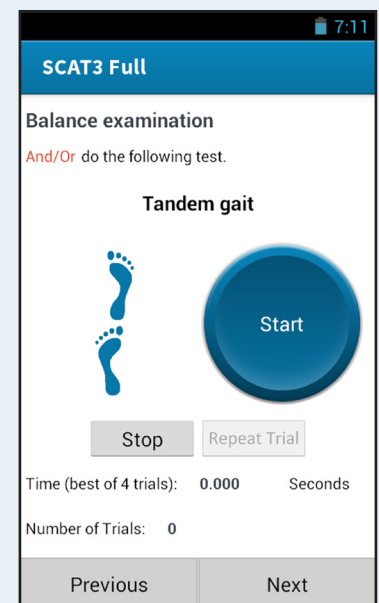 7:11
SCAT3 Full
Balance examination
And/Or do the following test.
Tandem gait
Start
Stop Repeat Trial
Time (best of 4 trials): 0.000 Seconds
Number of Trials: 0
Previous Next